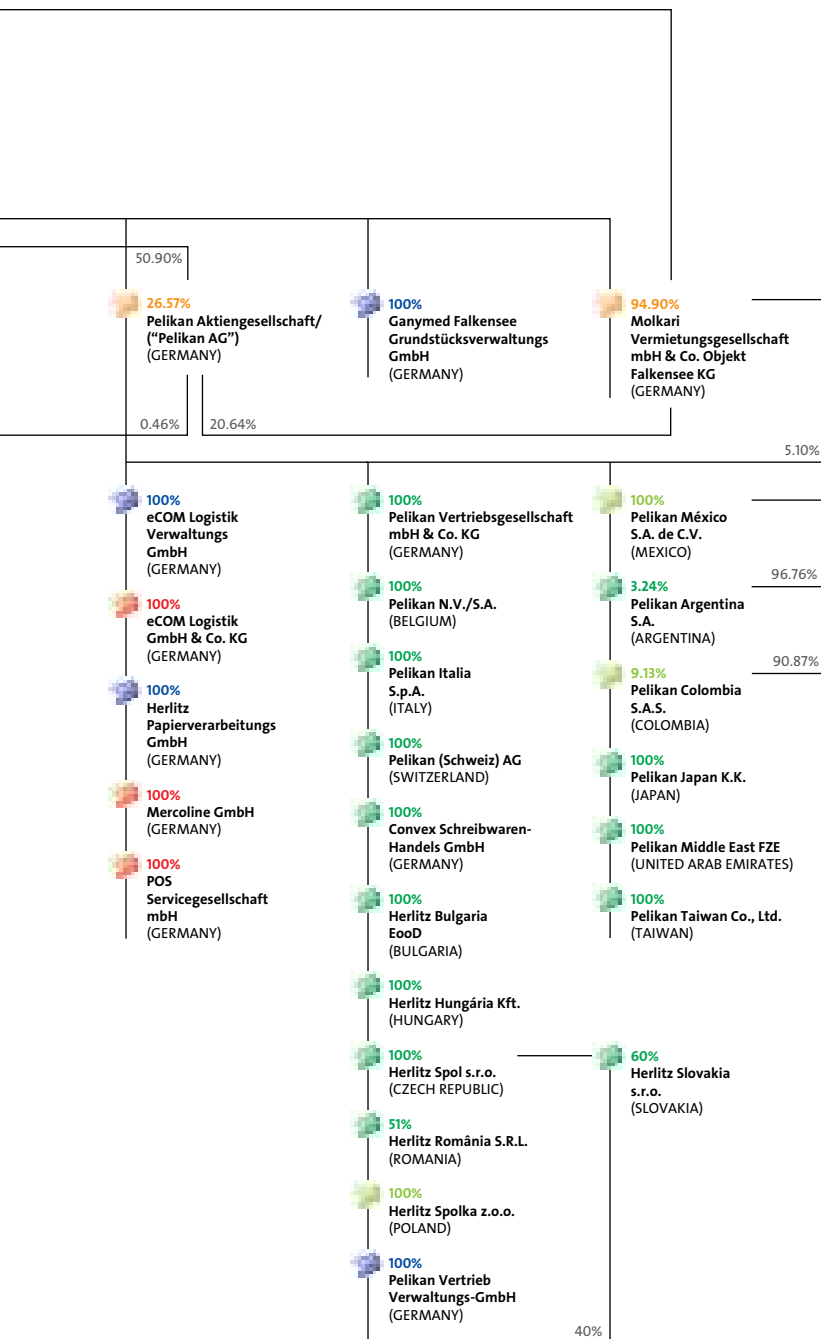 50.90%
26.57%
Pelikan Aktiengesellschaft/
("Pelikan AG")
(GERMANY)
100%
Ganymed Falkensee
Grundstücksverwaltungs
GmbH
(GERMANY)
94.90%
Molkari
Vermietungsgesellschaft
mbH & Co. Objekt
Falkensee KG
(GERMANY)
0.46%
20.64%
5.10%
100%
eCOM Logistik
Verwaltungs
GmbH
(GERMANY)
100%
eCOM Logistik
GmbH & Co. KG
(GERMANY)
100%
Herlitz
Papierverarbeitungs
GmbH
(GERMANY)
100%
Mercoline GmbH
(GERMANY)
100%
POS
Servicegesellschaft
mbH
(GERMANY)
100%
Pelikan Vertriebsgesellschaft
mbH & Co. KG
(GERMANY)
100%
Pelikan N.V./S.A.
(BELGIUM)
100%
Pelikan Italia
S.p.A.
(ITALY)
100%
Pelikan (Schweiz) AG
(SWITZERLAND)
100%
Convex Schreibwaren-
Handels GmbH
(GERMANY)
100%
Herlitz Bulgaria
EooD
(BULGARIA)
100%
Herlitz Hungária Kft.
(HUNGARY)
100%
Herlitz Spol s.r.o.
(CZECH REPUBLIC)
51%
Herlitz România S.R.L.
(ROMANIA)
100%
Herlitz Spolka z.o.o.
(POLAND)
100%
Pelikan Vertrieb
Verwaltungs-GmbH
(GERMANY)
100%
Pelikan México
S.A. de C.V.
(MEXICO)
96.76%
3.24%
Pelikan Argentina
S.A.
(ARGENTINA)
90.87%
9.13%
Pelikan Colombia
S.A.S.
(COLOMBIA)
100%
Pelikan Japan K.K.
(JAPAN)
100%
Pelikan Middle East FZE
(UNITED ARAB EMIRATES)
100%
Pelikan Taiwan Co., Ltd.
(TAIWAN)
60%
Herlitz Slovakia
s.r.o.
(SLOVAKIA)
40%